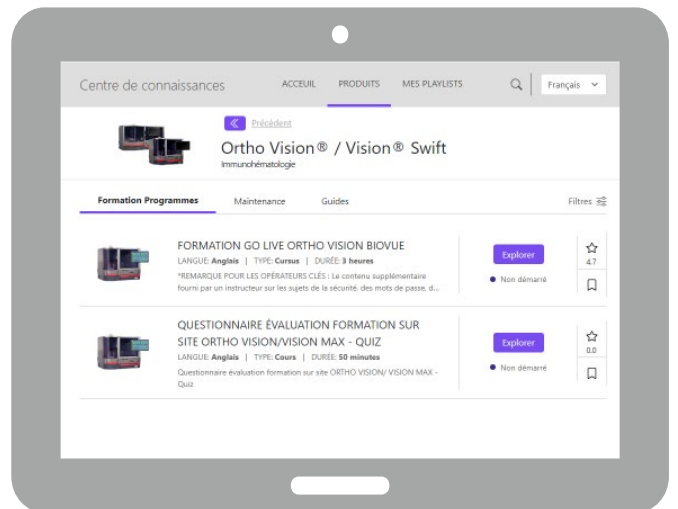 Centre de connaissances ACCEUIL PRODUITS MES PLAYLISTS Français
Précédent
Ortho Vision® / Vision® Swift
Immunohématologie
Formation Programmes Maintenance Guides Filtres
FORMATION GO LIVE ORTHO VISION BIOVUE
LANGUE: Anglais | TYPE: Cursus | DURÉE: 3 heures
*REMARQUE POUR LES OPÉRATEURS CLÉS : Le contenu supplémentaire
fourni par un instructeur sur les sujets de la sécurité, des mots de passe, d...
Explorer
Non démarré
4.7
QUESTIONNAIRE ÉVALUATION FORMATION SUR
SITE ORTHO VISION/VISION MAX - QUIZ
LANGUE: Anglais | TYPE: Cours | DURÉE: 50 minutes
Questionnaire évaluation formation sur site ORTHO VISION/ VISION MAX -
Quiz
Explorer
Non démarré
0.0